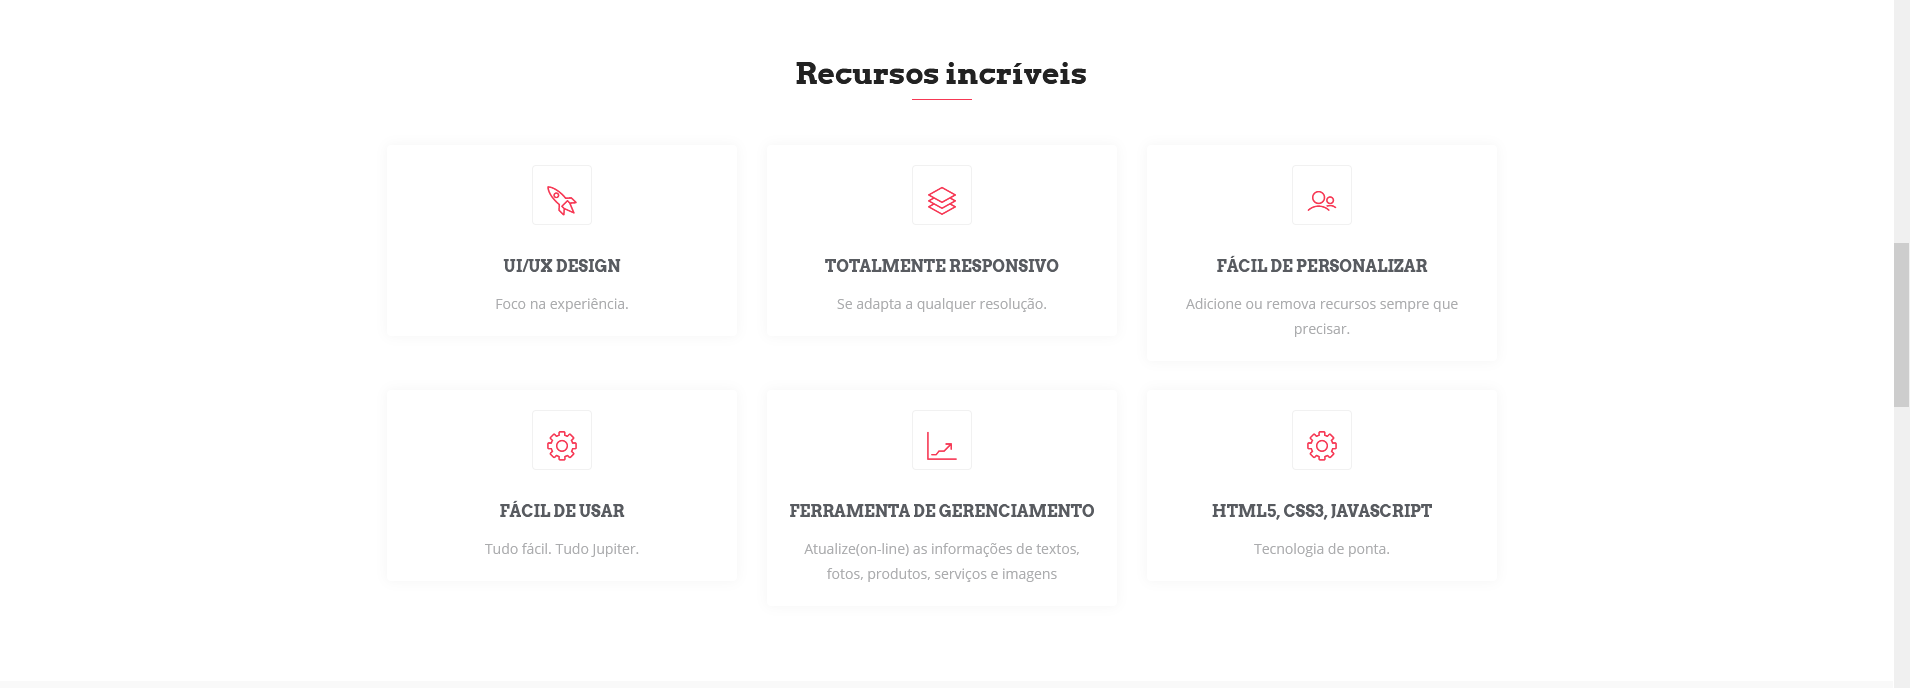 Recursos incríveis
UI/UX DESIGN
Foco na experiência.
TOTALMENTE RESPONSIVO
Se adapta a qualquer resolução.
FÁCIL DE PERSONALIZAR
Adicione ou remova recursos sempre que
precisar.
FÁCIL DE USAR
Tudo fácil. Tudo Jupiter.
FERRAMENTA DE GERENCIAMENTO
Atualize(on-line) as informações de textos,
fotos, produtos, serviços e imagens
HTML5, CSS3, JAVASCRIPT
Tecnologia de ponta.